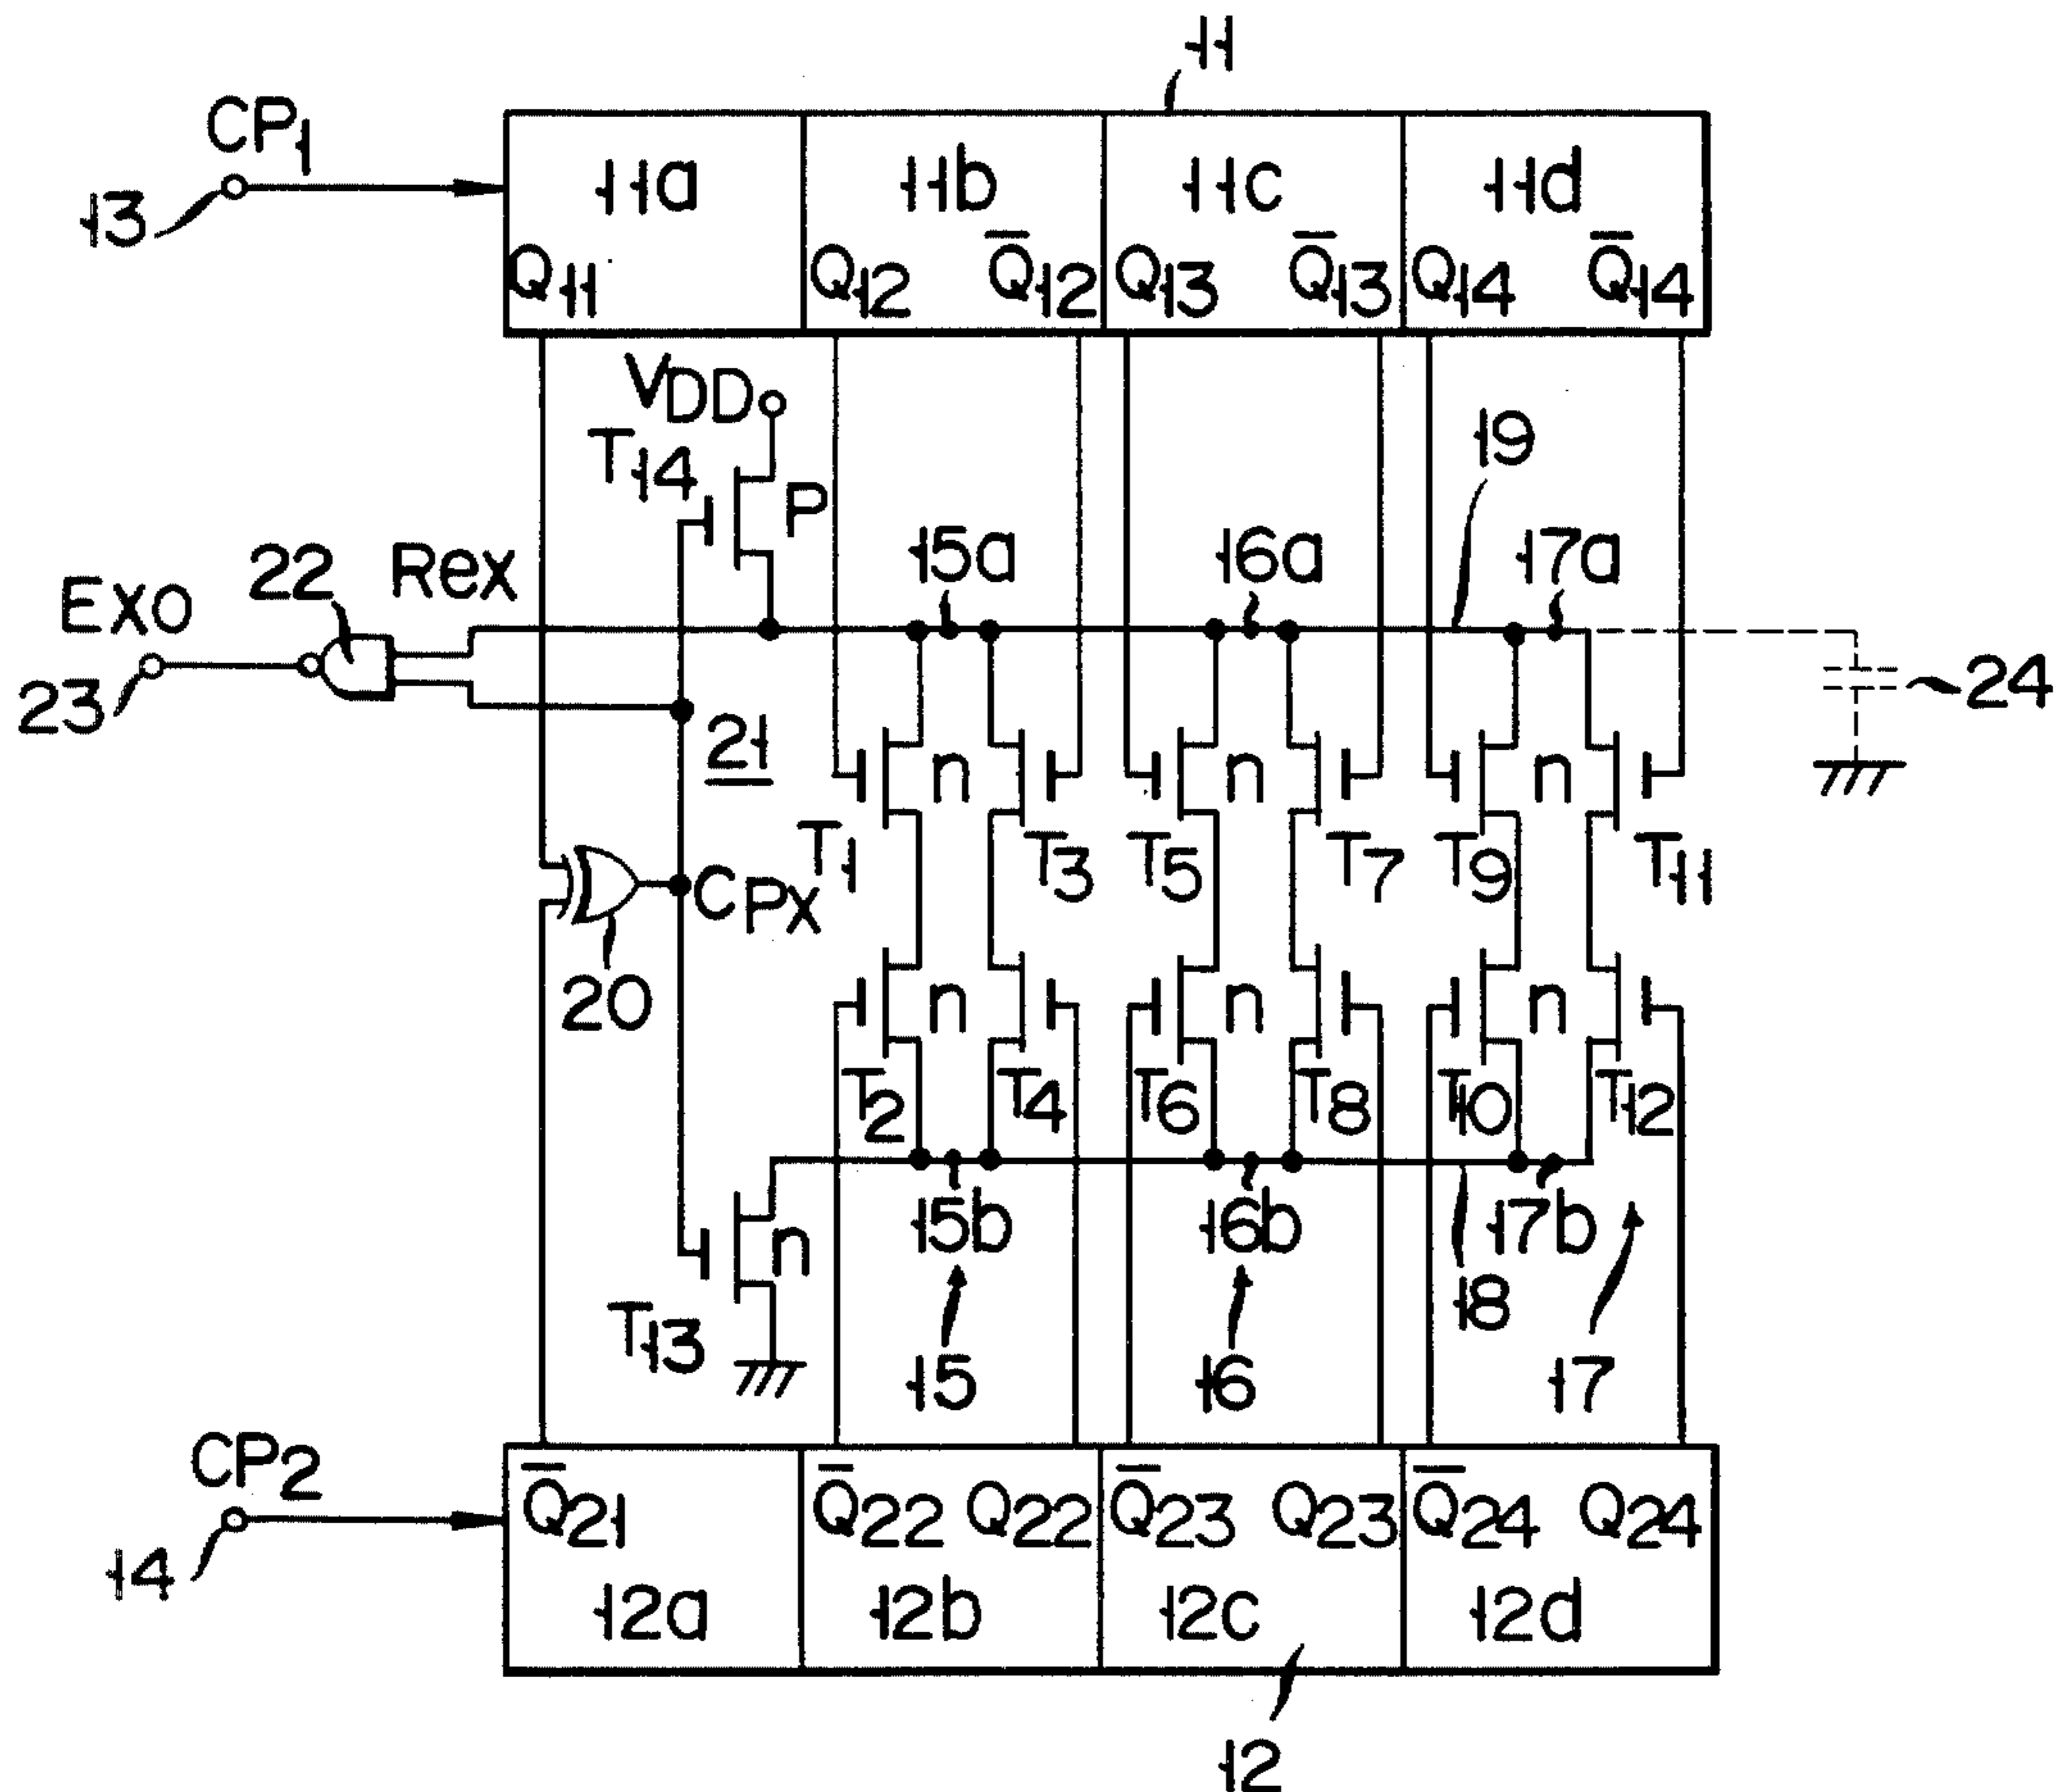 11
CP1
13
11a 11b 11c 11d
Q11 Q12 Q̄12 Q13 Q̄13 Q14 Q̄14
VDD
T14 P
19
15a 16a 17a
22 Rex
EXO
23
24
21
n n n
T1 T3 T5 T7 T9 T11
CPX
20
n n n
T2 T4 T6 T8 T10 T12
n
15b 16b 17b
18
T13
15 16 17
CP2
14
Q̄21 Q̄22 Q22 Q̄23 Q23 Q̄24 Q24
12a 12b 12c 12d
12